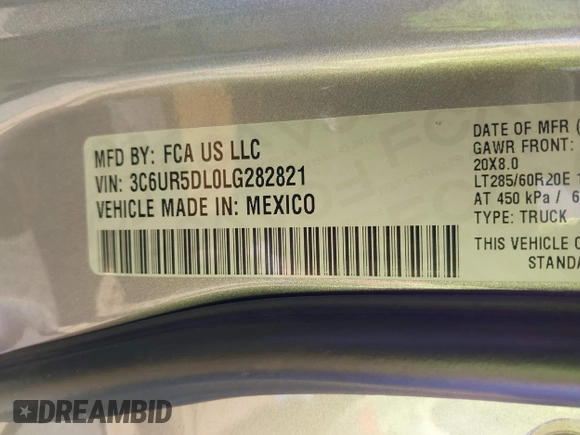 MFD BY: FCA US LLC
VIN: 3C6UR5DL0LG282821
VEHICLE MADE IN: MEXICO
DATE OF MFR (
GAWR FRONT:
20X8.0
LT285/60R20E
AT 450 kPa / 6
TYPE: TRUCK
THIS VEHICLE
STANDA
DREAMBID